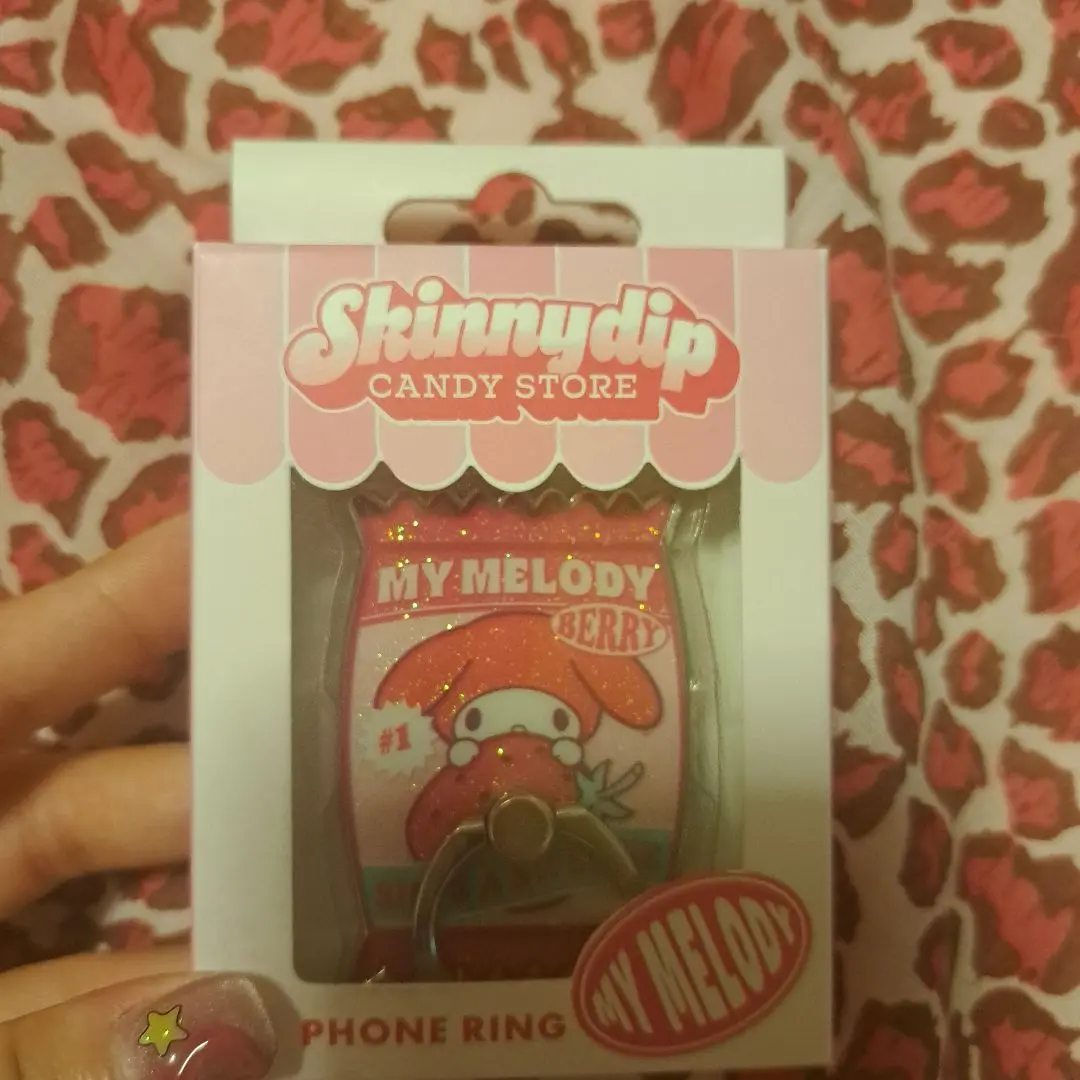 Skinnydip
CANDY STORE
MY MELODY
BERRY
#1
MY MELODY
PHONE RING